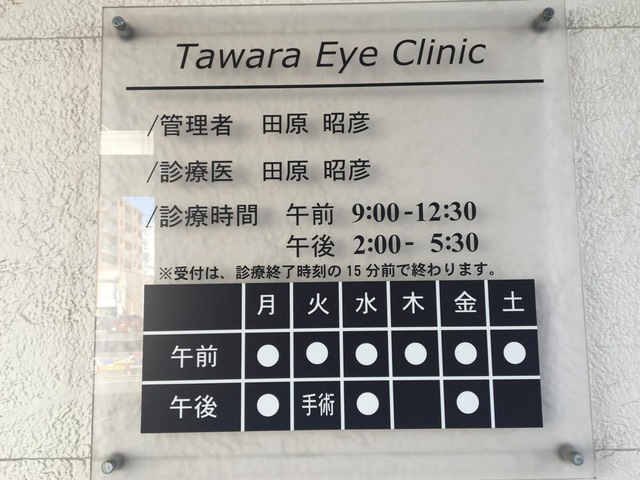 Tawara Eye Clinic
/管理者 田原 昭彦
/診療医 田原 昭彦
/診療時間 午前 9:00-12:30
午後 2:00- 5:30
※受付は、診療終了時刻の15分前で終わります。
月 火 水 木 金 土
午前 ● ● ● ● ● ●
午後 ● 手術 ● ●